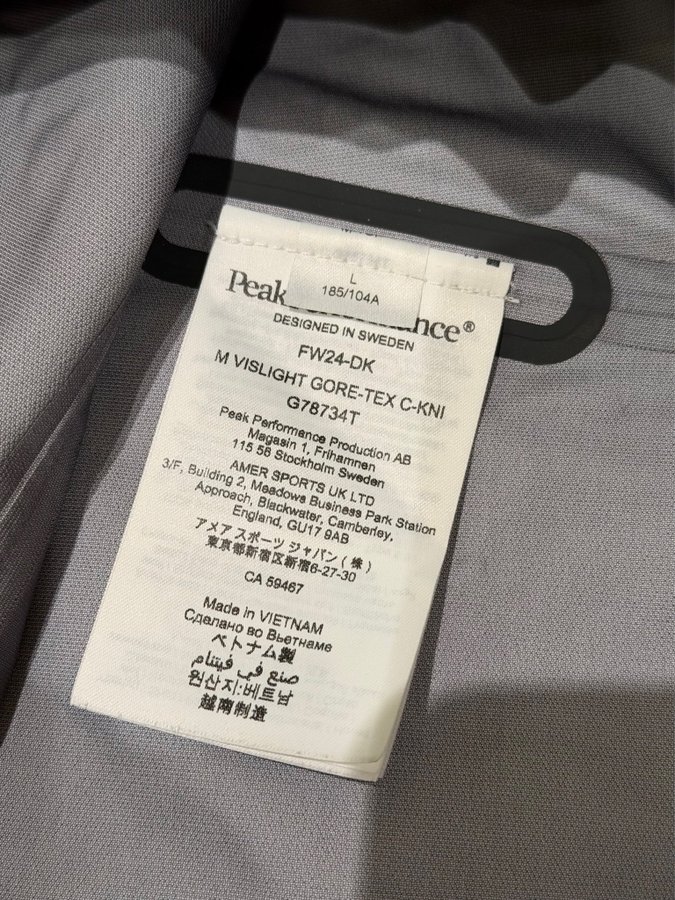 L
185/104A
Peak nce®
DESIGNED IN SWEDEN
FW24-DK
M VISLIGHT GORE-TEX C-KNI
G78734T
Peak Performance Production AB
Magasin 1, Frihamnen
115 56 Stockholm Sweden
AMER SPORTS UK LTD
3/F, Building 2, Meadows Business Park Station
Approach, Blackwater, Camberley,
England, GU17 9AB
アメア スポーツ ジャパン ( 株 )
東京都新宿区新宿6-27-30
CA 59467
Made in VIETNAM
Сделано во Вьетнаме
ベトナム製
صنع في فيتنام
원산지:베트남
越南制造